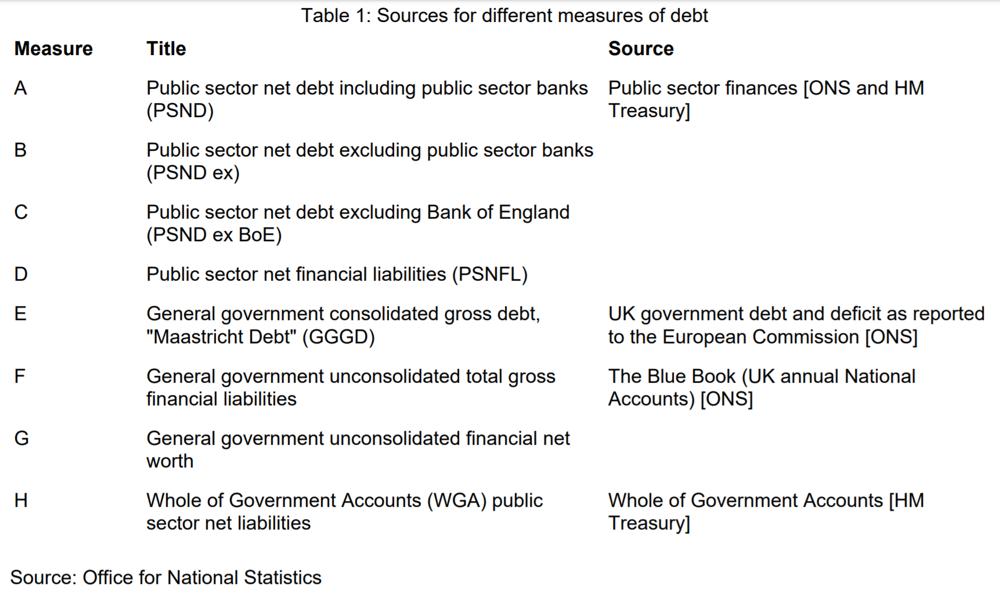 Table 1: Sources for different measures of debt
Measure Title Source
A Public sector net debt including public sector banks Public sector finances [ONS and HM
(PSND) Treasury]
B Public sector net debt excluding public sector banks
(PSND ex)
C Public sector net debt excluding Bank of England
(PSND ex BoE)
D Public sector net financial liabilities (PSNFL)
E General government consolidated gross debt, UK government debt and deficit as reported
"Maastricht Debt" (GGGD) to the European Commission [ONS]
F General government unconsolidated total gross The Blue Book (UK annual National
financial liabilities Accounts) [ONS]
G General government unconsolidated financial net
worth
H Whole of Government Accounts (WGA) public Whole of Government Accounts [HM
sector net liabilities Treasury]
Source: Office for National Statistics